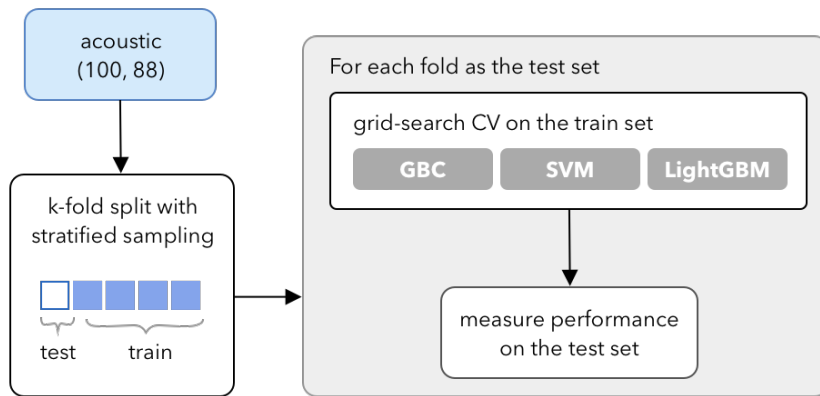 acoustic
(100, 88)
k-fold split with
stratified sampling
test
train
For each fold as the test set
grid-search CV on the train set
GBC
SVM
LightGBM
measure performance
on the test set